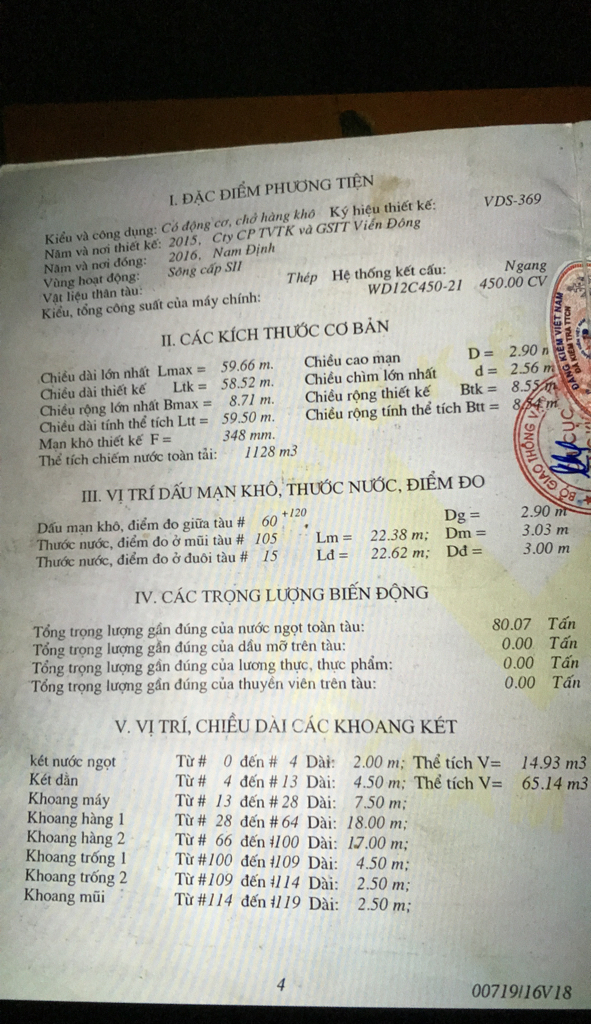 I. ĐẶC ĐIỂM PHƯƠNG TIỆN
Kiểu và công dụng: Có động cơ, chở hàng khô Ký hiệu thiết kế: VDS-369
Năm và nơi thiết kế: 2015, Cty CP TVTK và GSTT Viễn Đông
Năm và nơi đóng: 2016, Nam Định
Vùng hoạt động: Sông cấp SII
Vật liệu thân tàu: Thép Hệ thống kết cấu: Ngang
Kiểu, tổng công suất của máy chính: WD12C450-21 450.00 CV
II. CÁC KÍCH THƯỚC CƠ BẢN
Chiều dài lớn nhất Lmax = 59.66 m. Chiều cao mạn D = 2.90 m
Chiều dài thiết kế Ltk = 58.52 m. Chiều chìm lớn nhất d = 2.56 m
Chiều rộng lớn nhất Bmax = 8.71 m. Chiều rộng thiết kế Btk = 8.55 m
Chiều dài tính thể tích Ltt = 59.50 m. Chiều rộng tính thể tích Btt = m
Mạn khô thiết kế F = 348 mm.
Thể tích chiếm nước toàn tải: 1128 m3
III. VỊ TRÍ DẤU MẠN KHÔ, THƯỚC NƯỚC, ĐIỂM ĐO
Dấu mạn khô, điểm đo giữa tàu # 60 +120 Dg = 2.90 m
Thước nước, điểm đo ở mũi tàu # 105 Lm = 22.38 m; Dm = 3.03 m
Thước nước, điểm đo ở đuôi tàu # 15 Lđ = 22.62 m; Dđ = 3.00 m
IV. CÁC TRỌNG LƯỢNG BIẾN ĐỘNG
Tổng trọng lượng gần đúng của nước ngọt toàn tàu: 80.07 Tấn
Tổng trọng lượng gần đúng của dầu mỡ trên tàu: 0.00 Tấn
Tổng trọng lượng gần đúng của lương thực, thực phẩm: 0.00 Tấn
Tổng trọng lượng gần đúng của thuyền viên trên tàu: 0.00 Tấn
V. VỊ TRÍ, CHIỀU DÀI CÁC KHOANG KÉT
két nước ngọt Từ # 0 đến # 4 Dài: 2.00 m; Thể tích V= 14.93 m3
Két dằn Từ # 4 đến # 13 Dài: 4.50 m; Thể tích V= 65.14 m3
Khoang máy Từ # 13 đến # 28 Dài: 7.50 m;
Khoang hàng 1 Từ # 28 đến # 64 Dài: 18.00 m;
Khoang hàng 2 Từ # 66 đến #100 Dài: 17.00 m;
Khoang trống 1 Từ #100 đến #109 Dài: 4.50 m;
Khoang trống 2 Từ #109 đến #114 Dài: 2.50 m;
Khoang mũi Từ #114 đến #119 Dài: 2.50 m;
4
00719/16V18
ĐĂNG KIỂM VIỆT NAM
BỘ GIAO THÔNG
CỤC